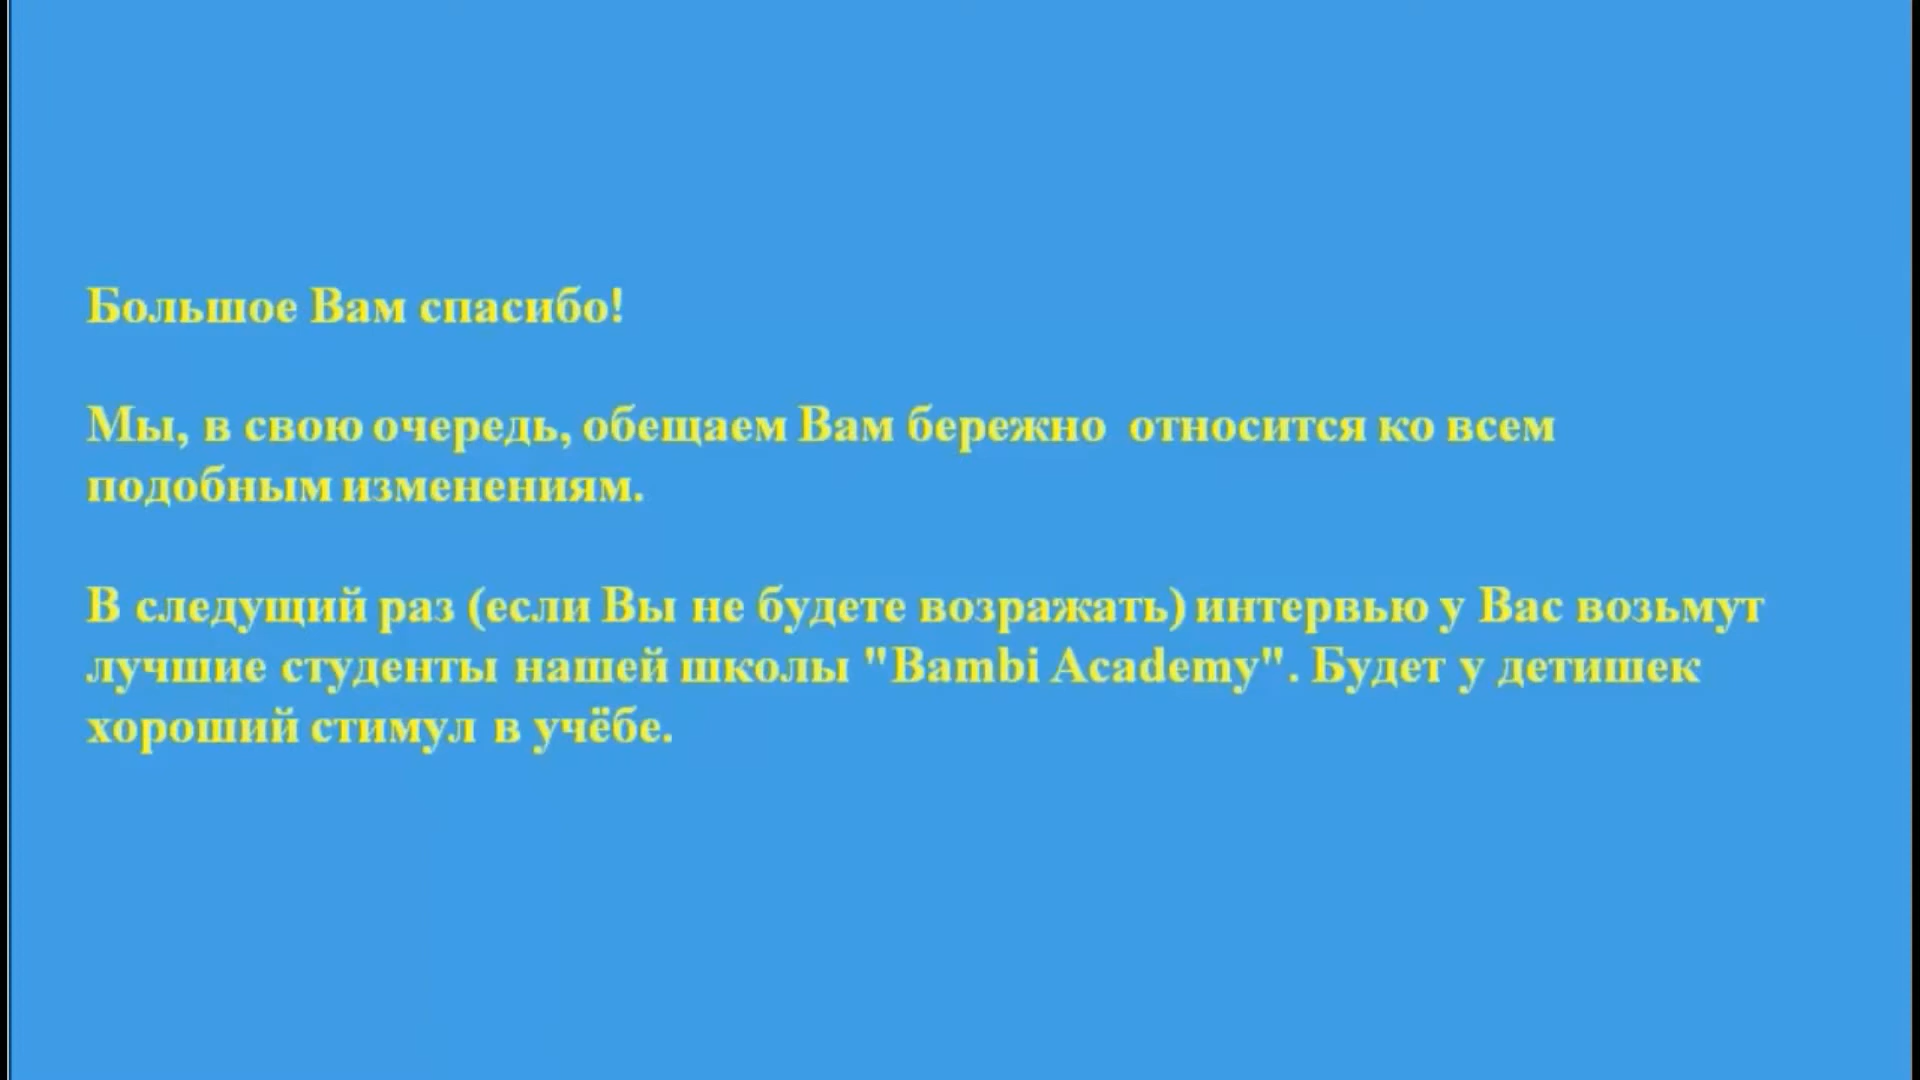 Большое Вам спасибо!
Мы, в свою очередь, обещаем Вам бережно относится ко всем
подобным изменениям.
В следущий раз (если Вы не будете возражать) интервью у Вас возьмут
лучшие студенты нашей школы "Bambi Academy". Будет у детишек
хороший стимул в учёбе.